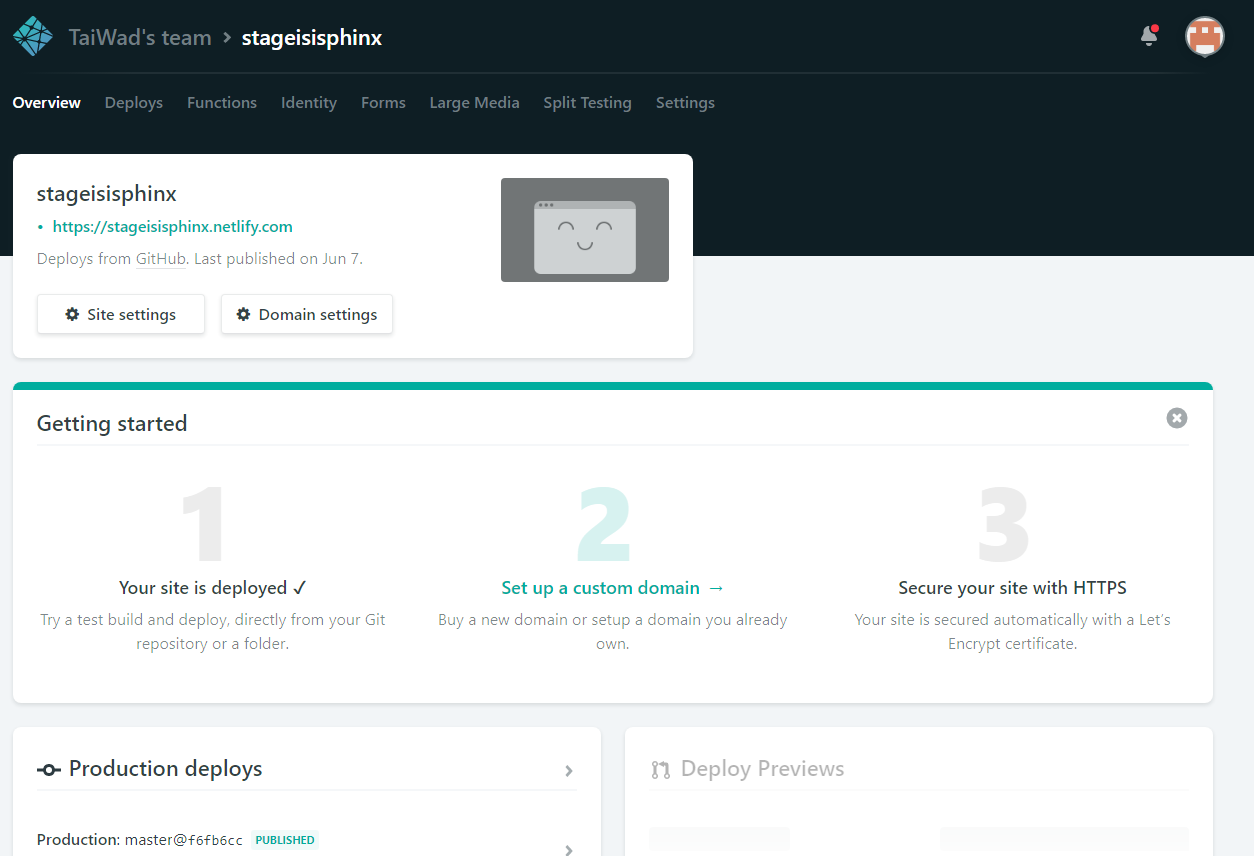 TaiWad's team > stageisisphinx
Overview Deploys Functions Identity Forms Large Media Split Testing Settings
stageisisphinx
• https://stageisisphinx.netlify.com
Deploys from GitHub. Last published on Jun 7.
Site settings Domain settings
Getting started
1
Your site is deployed ✓
Try a test build and deploy, directly from your Git
repository or a folder.
2
Set up a custom domain →
Buy a new domain or setup a domain you already
own.
3
Secure your site with HTTPS
Your site is secured automatically with a Let's
Encrypt certificate.
Production deploys
Production: master@f6fb6cc PUBLISHED
Deploy Previews